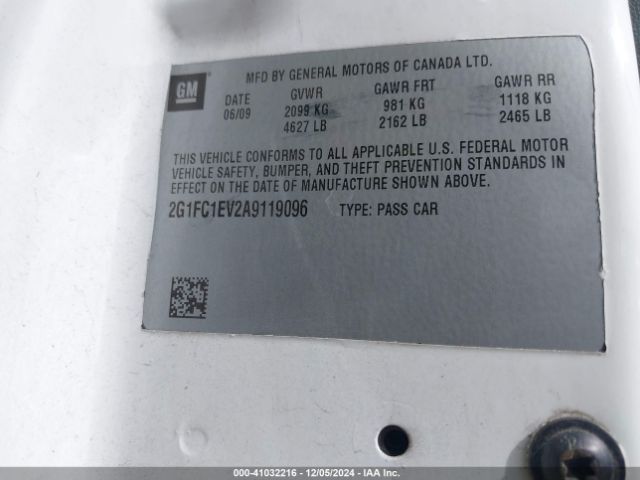 MFD BY GENERAL MOTORS OF CANADA LTD.
GM
DATE GVWR GAWR FRT GAWR RR
06/09 2099 KG 981 KG 1118 KG
4627 LB 2162 LB 2465 LB
THIS VEHICLE CONFORMS TO ALL APPLICABLE U.S. FEDERAL MOTOR
VEHICLE SAFETY, BUMPER, AND THEFT PREVENTION STANDARDS IN
EFFECT ON THE DATE OF MANUFACTURE SHOWN ABOVE.
2G1FC1EV2A9119096 TYPE: PASS CAR
000-41032216 - 12/05/2024 - IAA Inc.